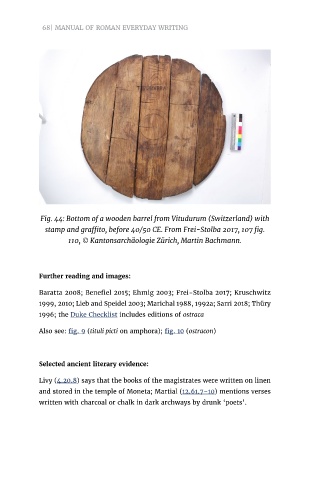 68| MANUAL OF ROMAN EVERYDAY WRITING
Fig. 44: Bottom of a wooden barrel from Vitudurum (Switzerland) with
stamp and graffito, before 40/50 CE. From Frei-Stolba 2017, 107 fig.
110, © Kantonsarchäologie Zürich, Martin Bachmann.
Further reading and images:
Baratta 2008; Benefiel 2015; Ehmig 2003; Frei-Stolba 2017; Kruschwitz
1999, 2010; Lieb and Speidel 2003; Marichal 1988, 1992a; Sarri 2018; Thüry
1996; the Duke Checklist includes editions of ostraca
Also see: fig. 9 (tituli picti on amphora); fig. 10 (ostracon)
Selected ancient literary evidence:
Livy (4.20.8) says that the books of the magistrates were written on linen
and stored in the temple of Moneta; Martial (12.61.7–10) mentions verses
written with charcoal or chalk in dark archways by drunk ‘poets’.